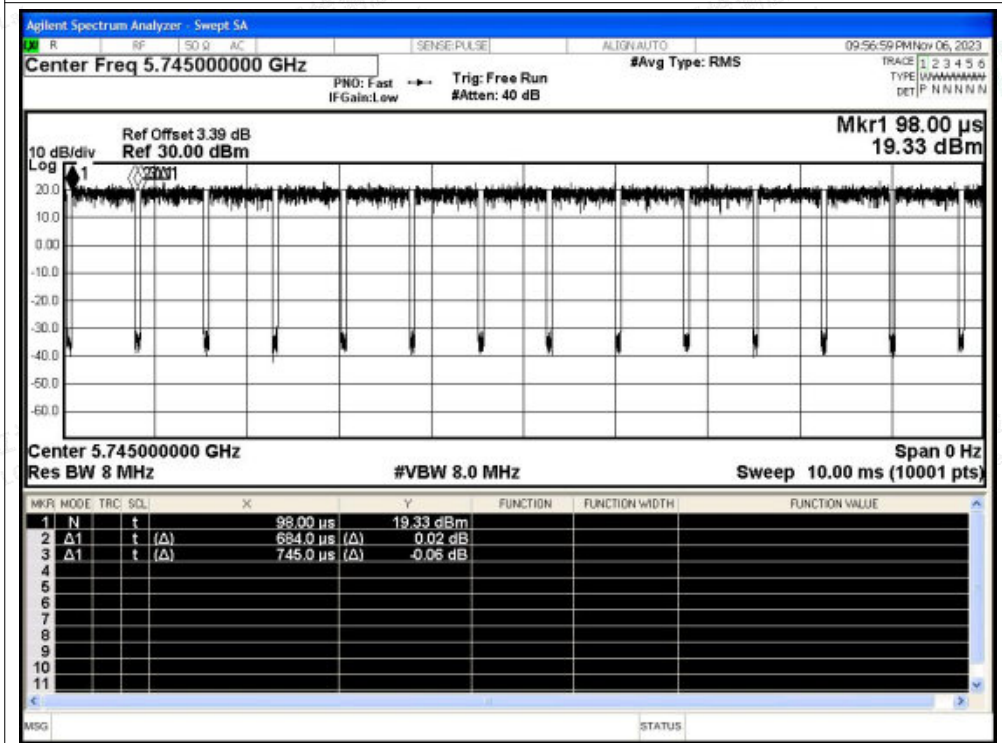 Agilent Spectrum Analyzer - Swept SA
R RF 50 Ω AC SENSE:PULSE ALIGN AUTO 09:56:59 PM Nov 06, 2023
Center Freq 5.745000000 GHz #Avg Type: RMS TRACE 1 2 3 4 5 6
PNO: Fast Trig: Free Run TYPE WWWWWW
IFGain:Low #Atten: 40 dB DET P N N N N N
Mkr1 98.00 µs
Ref Offset 3.39 dB
10 dB/div Ref 30.00 dBm 19.33 dBm
Log
1
20.0
10.0
0.00
-10.0
-20.0
-30.0
-40.0
-50.0
-60.0
Center 5.745000000 GHz Span 0 Hz
Res BW 8 MHz #VBW 8.0 MHz Sweep 10.00 ms (10001 pts)
MKR MODE TRC SCL X Y FUNCTION FUNCTION WIDTH FUNCTION VALUE
1 N t 98.00 µs 19.33 dBm
2 Δ1 t (Δ) 684.0 µs (Δ) 0.02 dB
3 Δ1 t (Δ) 745.0 µs (Δ) -0.06 dB
4
5
6
7
8
9
10
11
MSG STATUS